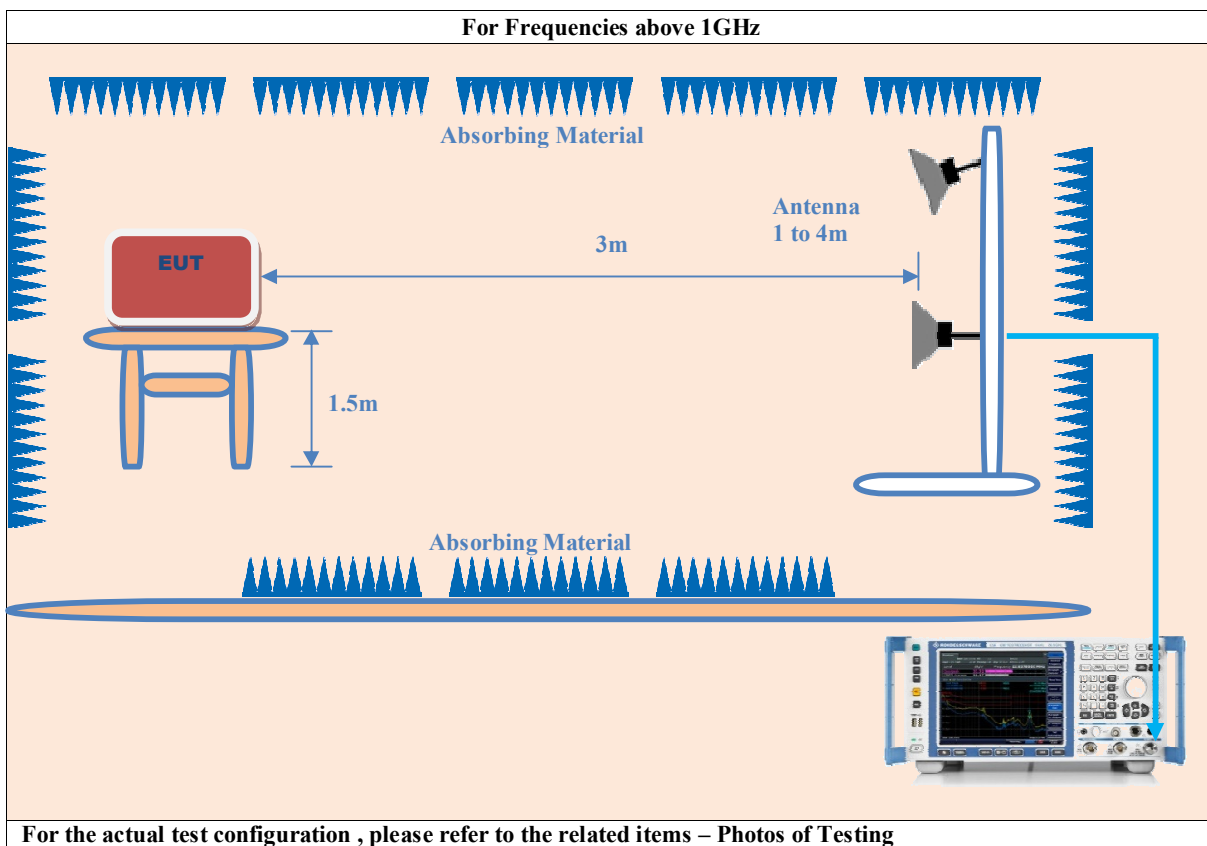 For Frequencies above 1GHz
Absorbing Material
Antenna
1 to 4m
3m
EUT
1.5m
Absorbing Material
For the actual test configuration , please refer to the related items – Photos of Testing